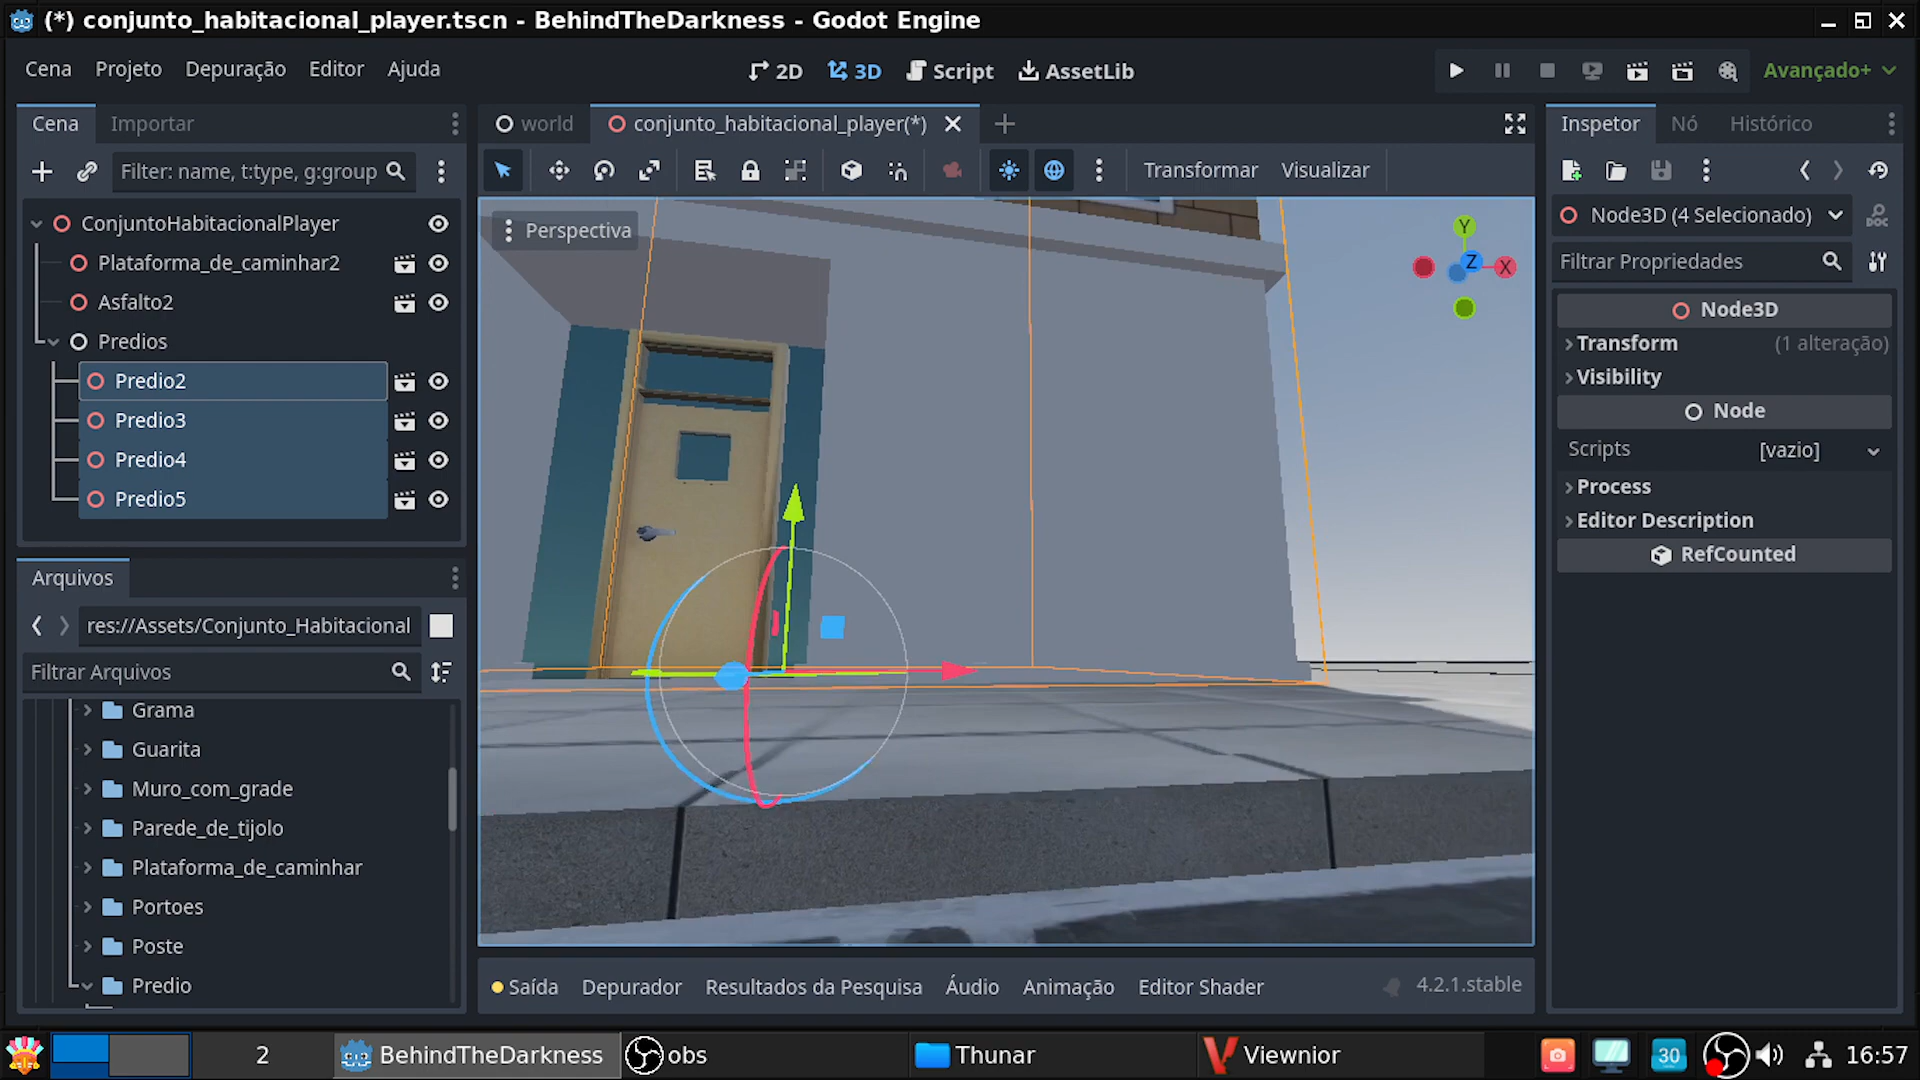 (*) conjunto_habitacional_player.tscn - BehindTheDarkness - Godot Engine
Cena Projeto Depuração Editor Ajuda
2D 3D Script AssetLib
Avançado+
Cena Importar
Filter: name, t:type, g:group
ConjuntoHabitacionalPlayer
Plataforma_de_caminhar2
Asfalto2
Predios
Predio2
Predio3
Predio4
Predio5
Arquivos
res://Assets/Conjunto_Habitacional
Filtrar Arquivos
Grama
Guarita
Muro_com_grade
Parede_de_tijolo
Plataforma_de_caminhar
Portoes
Poste
Predio
world conjunto_habitacional_player(*)
Transformar Visualizar
Perspectiva
Y
Z
X
Saída Depurador Resultados da Pesquisa Áudio Animação Editor Shader
4.2.1.stable
Inspetor Nó Histórico
Node3D (4 Selecionado)
DOC
Filtrar Propriedades
Node3D
Transform (1 alteração)
Visibility
Node
Scripts [vazio]
Process
Editor Description
RefCounted
2 BehindTheDarkness obs Thunar Viewnior
30
16:57